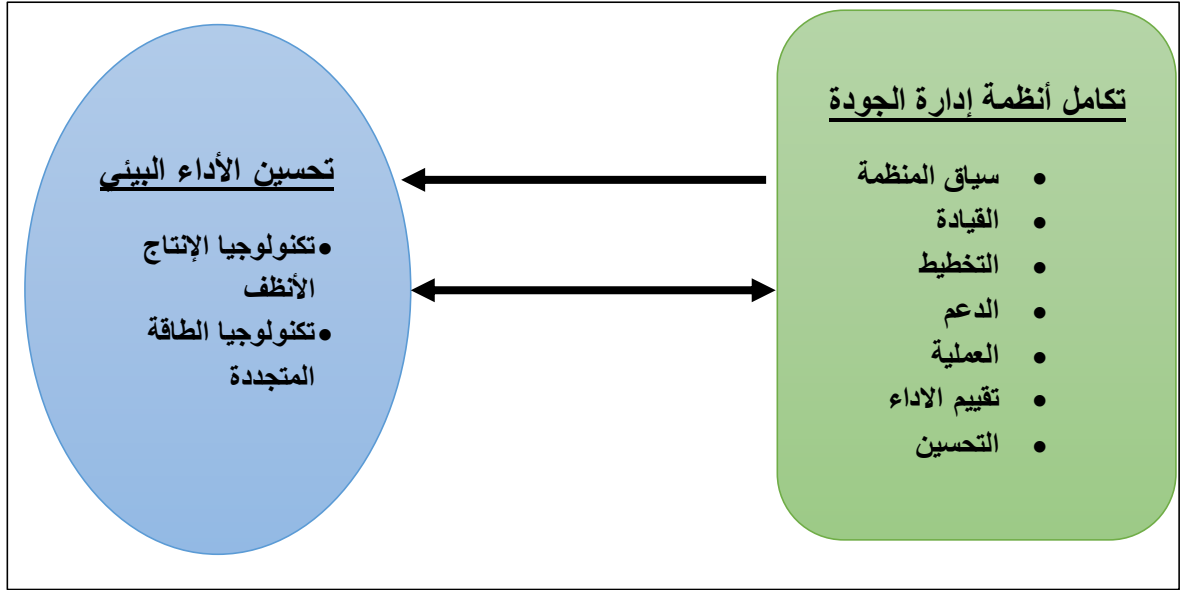 تكامل أنظمة إدارة الجودة
• سياق المنظمة
• القيادة
• التخطيط
• الدعم
• العملية
• تقييم الاداء
• التحسين
تحسين الأداء البيئي
• تكنولوجيا الإنتاج
الأنظف
• تكنولوجيا الطاقة
المتجددة